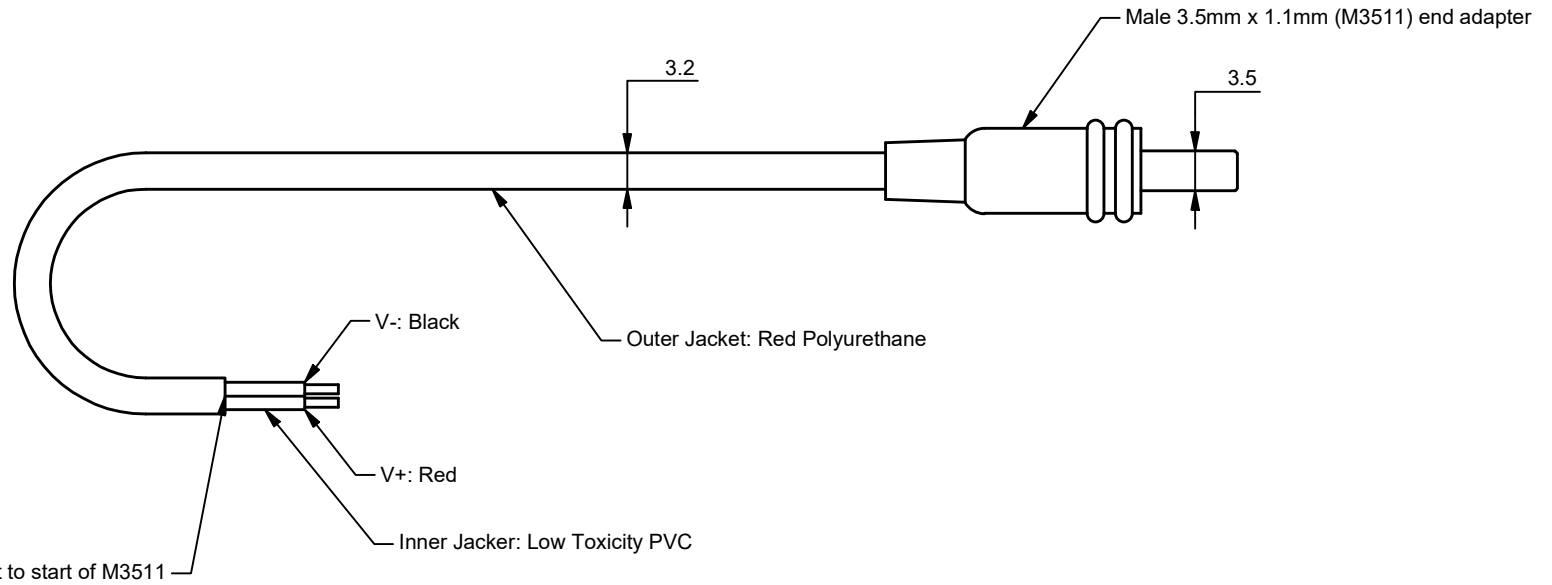 Male 3.5mm x 1.1mm (M3511) end adapter
3.2
3.5
V-: Black
Outer Jacket: Red Polyurethane
V+: Red
Inner Jacker: Low Toxicity PVC
to start of M3511